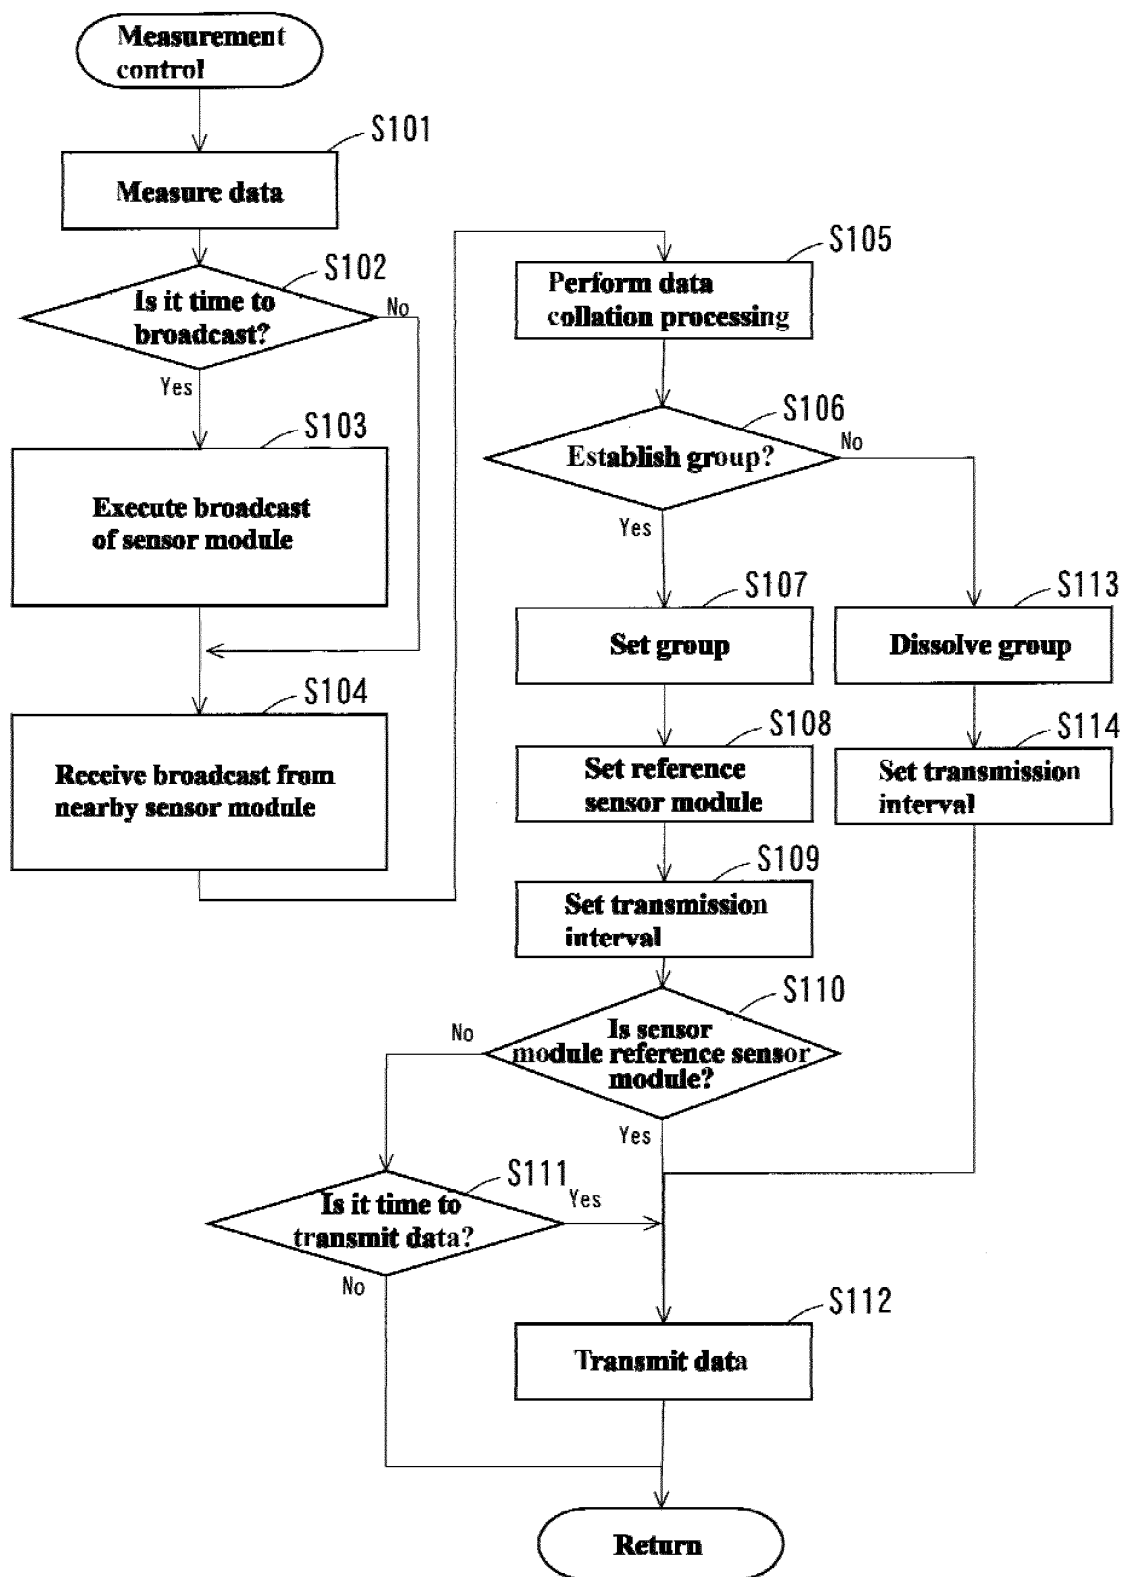 Measurement
control
S101
Measure data
S102
Is it time to
broadcast?
No
Yes
S103
Execute broadcast
of sensor module
S104
Receive broadcast from
nearby sensor module
S105
Perform data
collation processing
S106
Establish group?
No
Yes
S107
Set group
S113
Dissolve group
S108
Set reference
sensor module
S114
Set transmission
interval
S109
Set transmission
interval
S110
Is sensor
module reference sensor
module?
No
Yes
S111
Is it time to
transmit data?
Yes
No
S112
Transmit data
Return